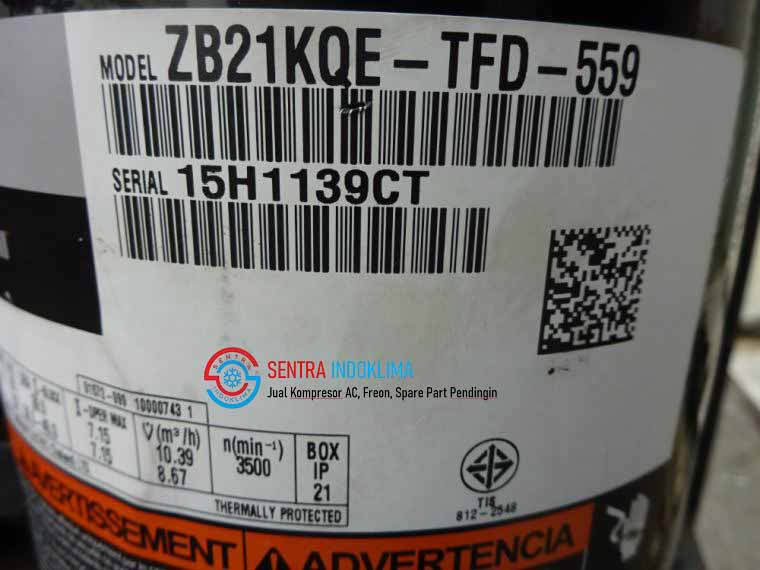 MODEL ZB21KQE-TFD-559
SERIAL 15H1139CT
SENTRA
INDOKLIMA
SENTRA INDOKLIMA
Jual Kompresor AC, Freon, Spare Part Pendingin
10000743 1
I-OPER MAX V(m³/h) n(min⁻¹) BOX
7.15 10.39 3500 IP
7.15 8.67 21
THERMALLY PROTECTED
TIS
812-2548
AVERTISSEMENT
ADVERTENCIA